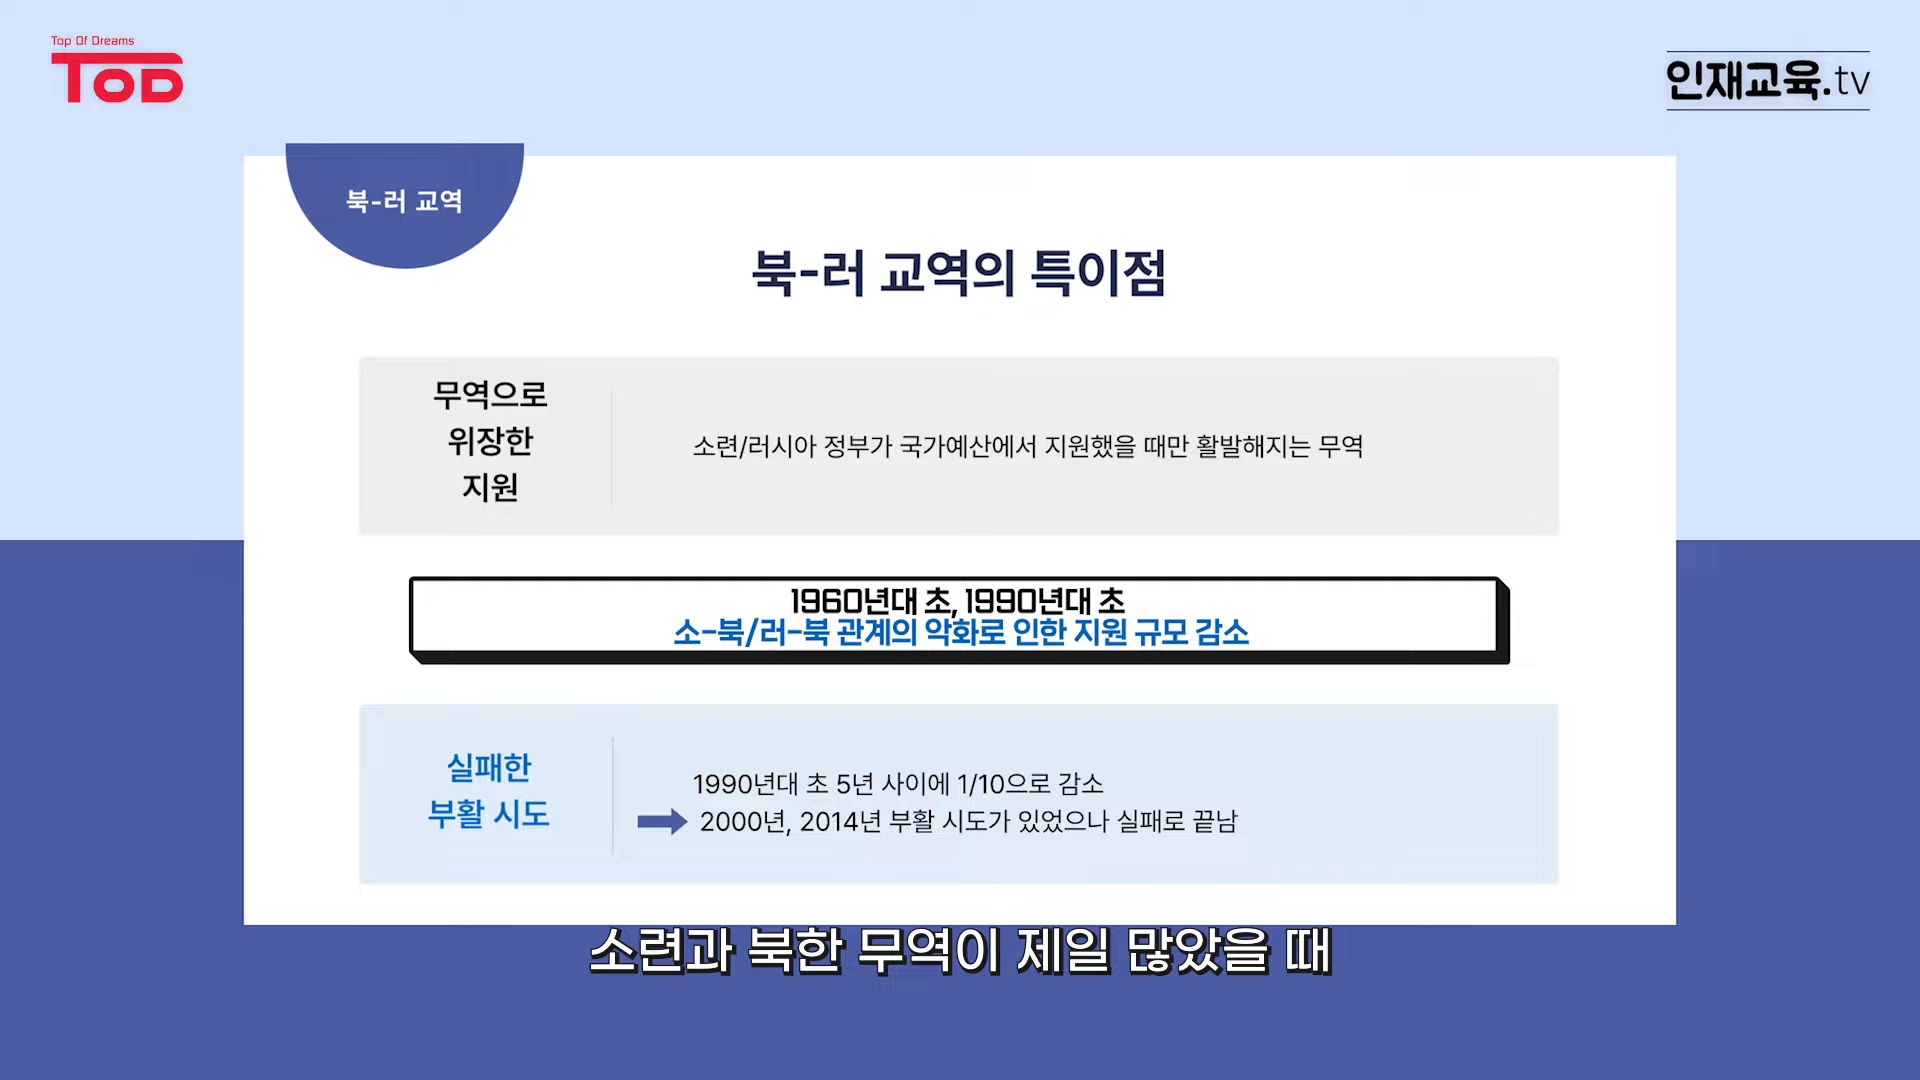 Top Of Dreams
TOD
인재교육.tv
북-러 교역
북-러 교역의 특이점
무역으로
위장한
지원
소련/러시아 정부가 국가예산에서 지원했을 때만 활발해지는 무역
1960년대 초, 1990년대 초
소-북/러-북 관계의 악화로 인한 지원 규모 감소
실패한
부활 시도
1990년대 초 5년 사이에 1/10으로 감소
2000년, 2014년 부활 시도가 있었으나 실패로 끝남
소련과 북한 무역이 제일 많았을 때